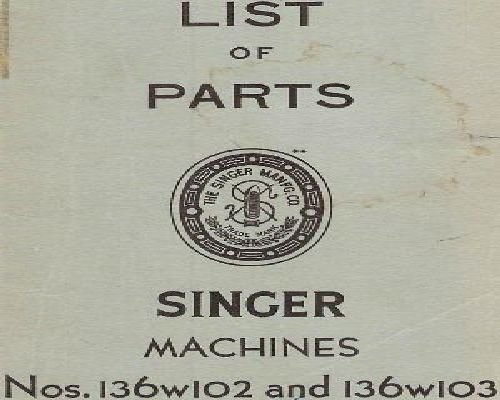 LIST
OF
PARTS
**
THE SINGER MANFG. CO
TRADE MARK
SINGER
MACHINES
Nos. 136w102 and 136w103